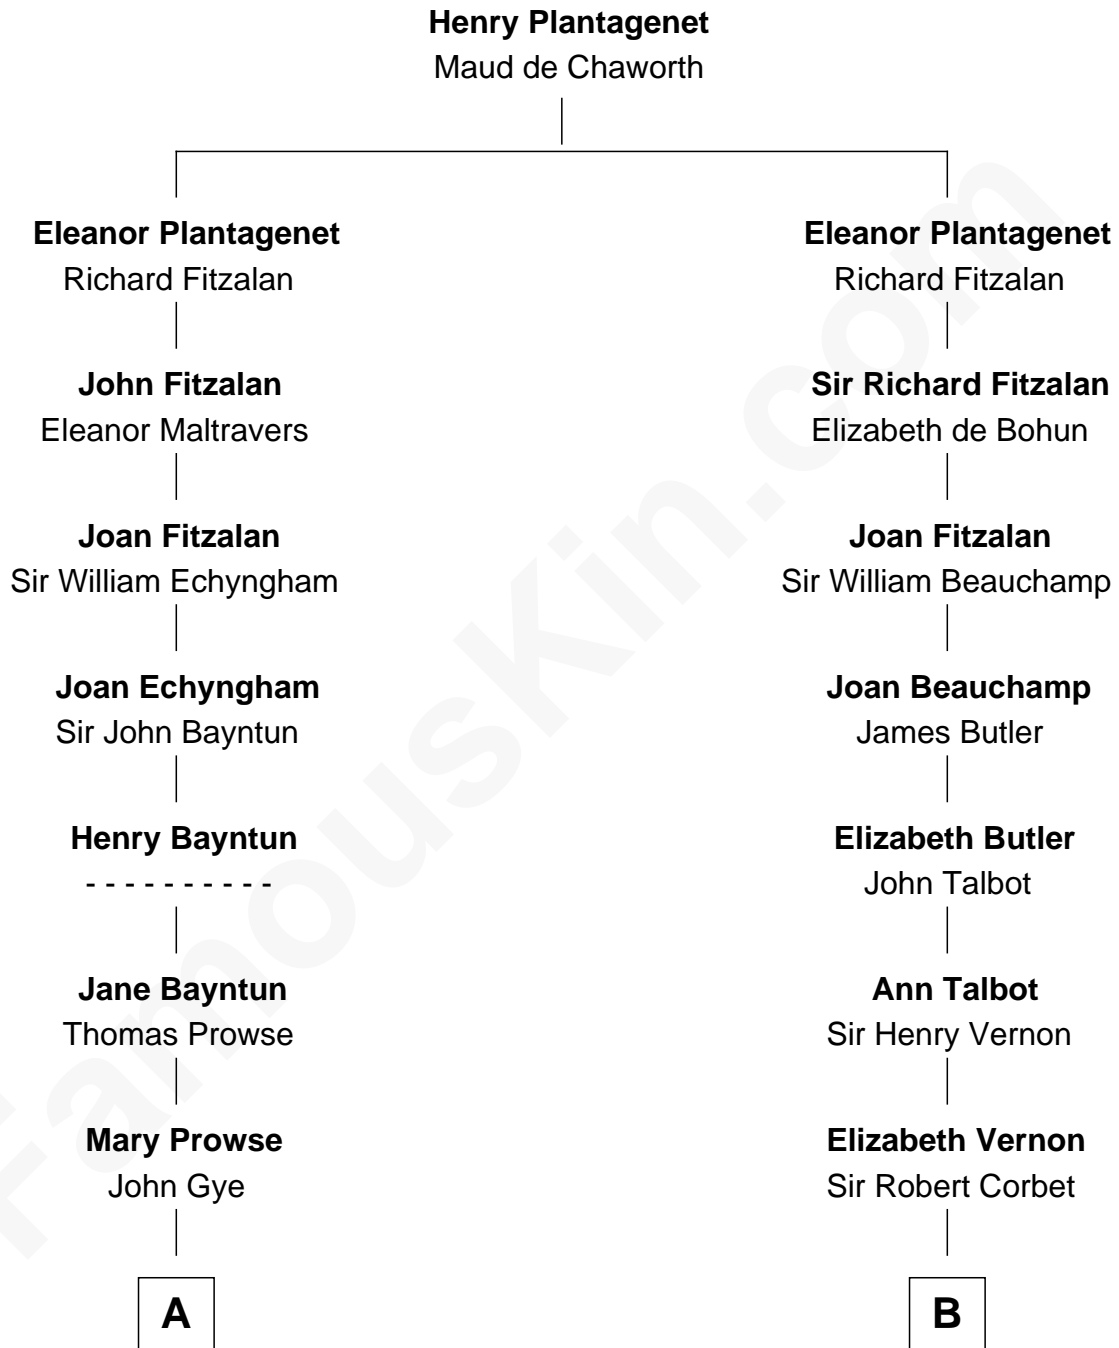 Henry Plantagenet
Maud de Chaworth
Eleanor Plantagenet
Richard Fitzalan
John Fitzalan
Eleanor Maltravers
Joan Fitzalan
Sir William Echyngham
Joan Echyngham
Sir John Bayntun
Henry Bayntun
- - - - - - - - - -
Jane Bayntun
Thomas Prowse
Mary Prowse
John Gye
A
Eleanor Plantagenet
Richard Fitzalan
Sir Richard Fitzalan
Elizabeth de Bohun
Joan Fitzalan
Sir William Beauchamp
Joan Beauchamp
James Butler
Elizabeth Butler
John Talbot
Ann Talbot
Sir Henry Vernon
Elizabeth Vernon
Sir Robert Corbet
B
FamousKin.com